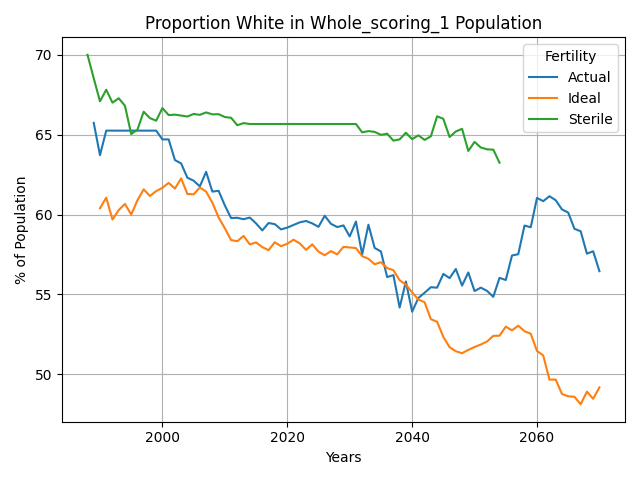 Proportion White in Whole_scoring_1 Population
Fertility
Actual
Ideal
Sterile
% of Population
70
65
60
55
50
2000
2020
2040
2060
Years